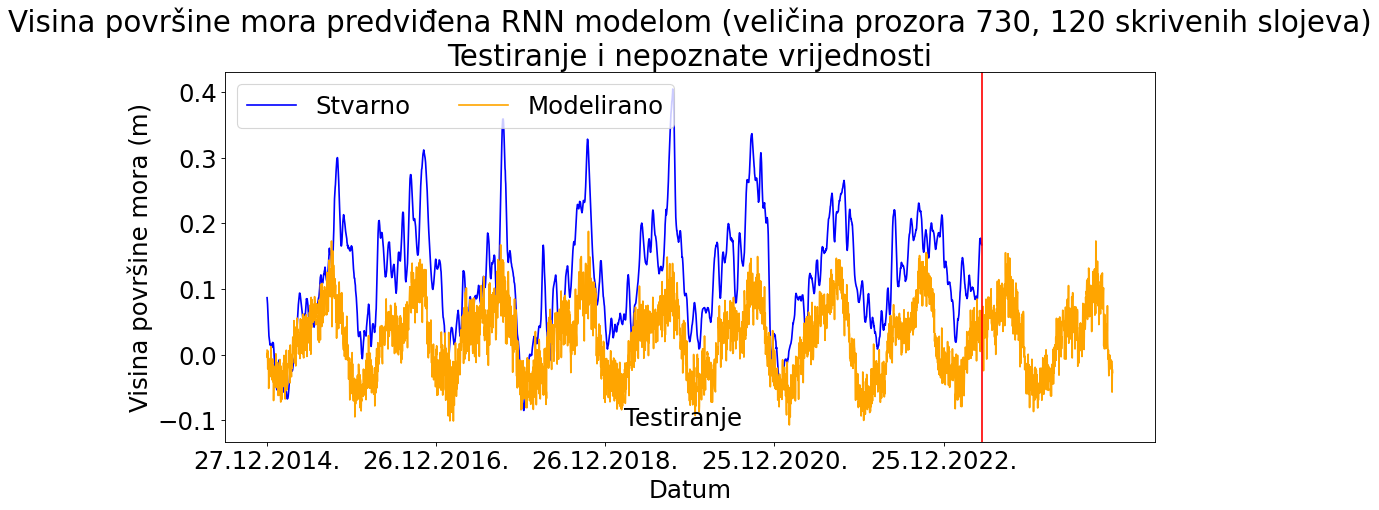 Visina površine mora predviđena RNN modelom (veličina prozora 730, 120 skrivenih slojeva)
Testiranje i nepoznate vrijednosti
Stvarno Modelirano
Visina površine mora (m)
0.4
0.3
0.2
0.1
0.0
−0.1
Testiranje
27.12.2014. 26.12.2016. 26.12.2018. 25.12.2020. 25.12.2022.
Datum